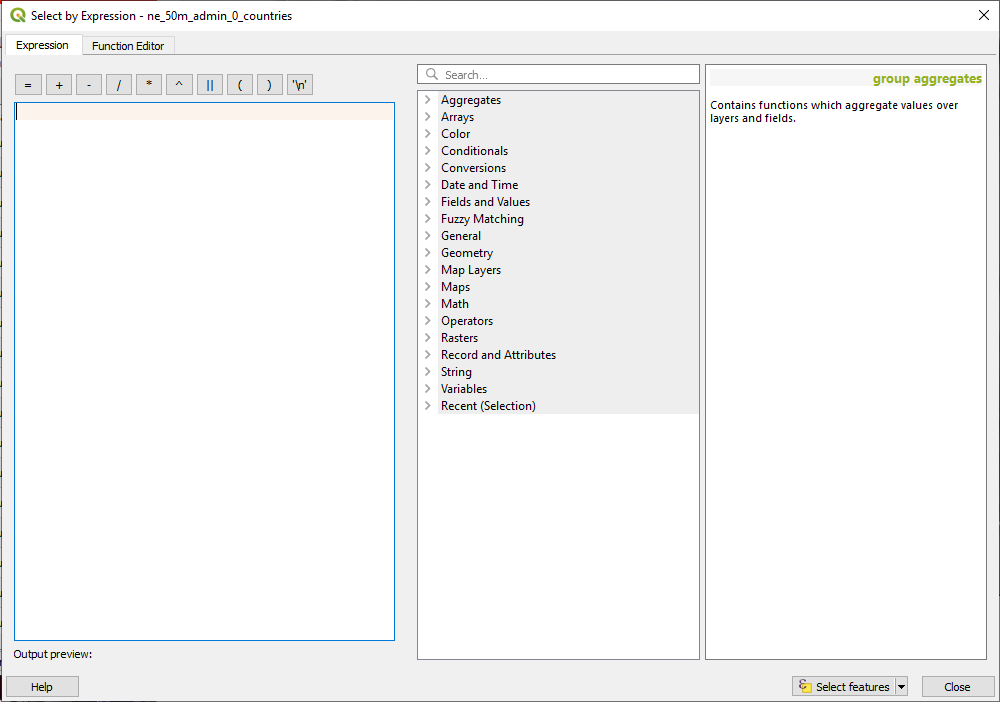 Select by Expression - ne_50m_admin_0_countries
Expression
Function Editor
= + - / * ^ || ( ) '\n'
Search...
Aggregates
Arrays
Color
Conditionals
Conversions
Date and Time
Fields and Values
Fuzzy Matching
General
Geometry
Map Layers
Maps
Math
Operators
Rasters
Record and Attributes
String
Variables
Recent (Selection)
group aggregates
Contains functions which aggregate values over
layers and fields.
Output preview:
Help
Select features
Close